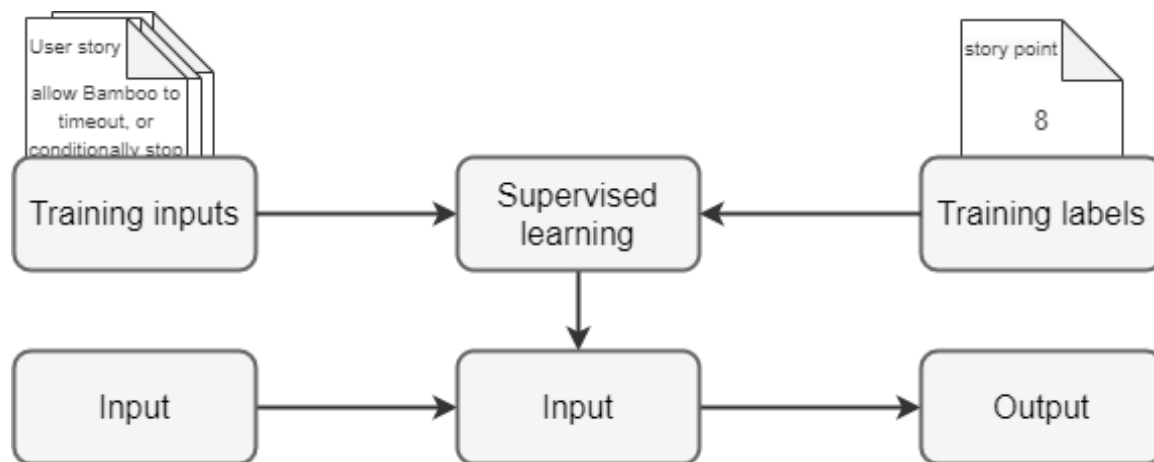 User story
allow Bamboo to
timeout, or
conditionally stop
story point
8
Training inputs
Supervised
learning
Training labels
Input
Input
Output